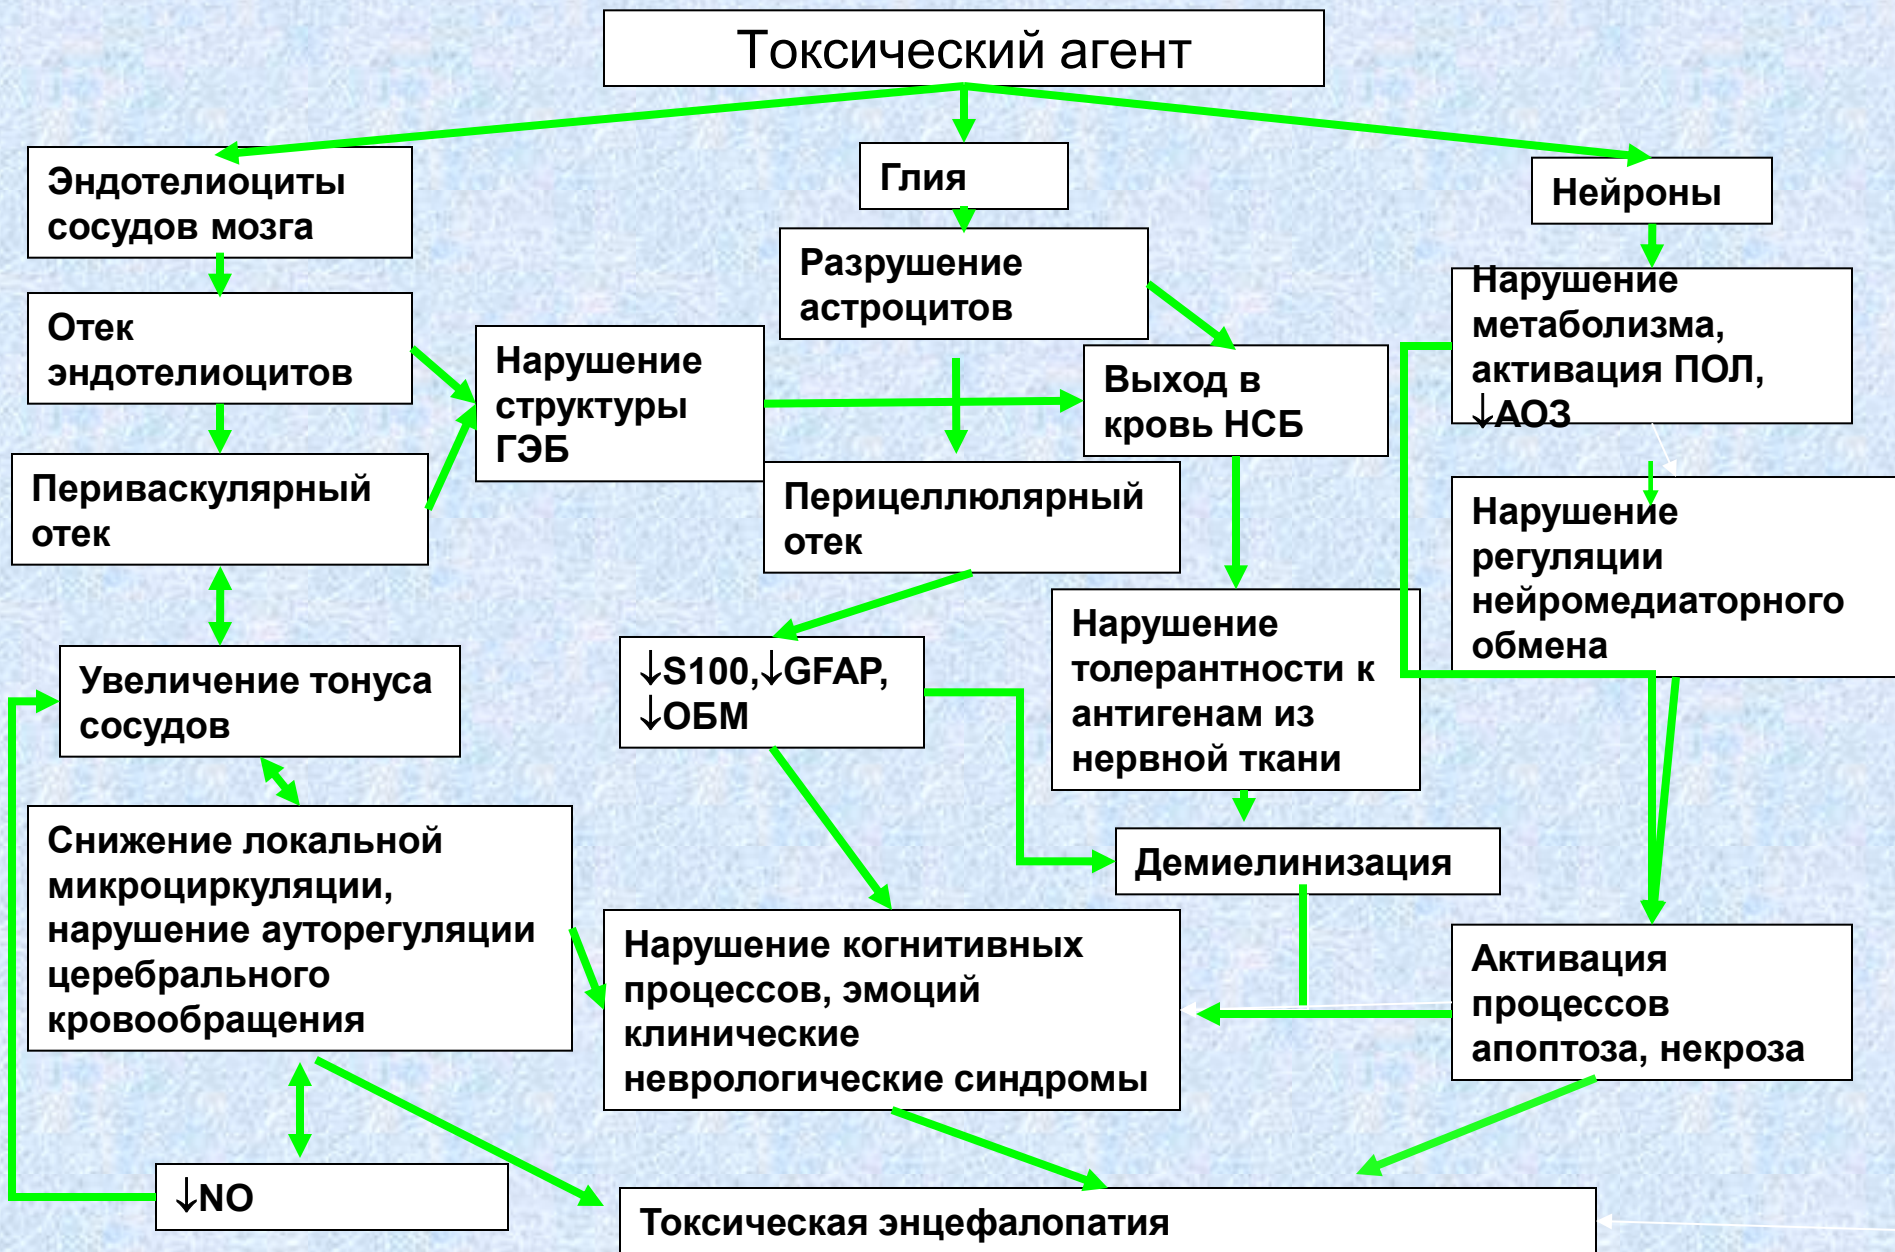 Токсический агент
Эндотелиоциты
сосудов мозга
Глия
Нейроны
Отек
эндотелиоцитов
Разрушение
астроцитов
Нарушение
метаболизма,
активация ПОЛ,
↓АОЗ
Нарушение
структуры
ГЭБ
Выход в
кровь НСБ
Периваскулярный
отек
Перицеллюлярный
отек
Нарушение
регуляции
нейромедиаторного
обмена
Увеличение тонуса
сосудов
↓S100,↓GFAP,
↓ОБМ
Нарушение
толерантности к
антигенам из
нервной ткани
Снижение локальной
микроциркуляции,
нарушение ауторегуляции
церебрального
кровообращения
Демиелинизация
Нарушение когнитивных
процессов, эмоций
клинические
неврологические синдромы
Активация
процессов
апоптоза, некроза
↓NO
Токсическая энцефалопатия